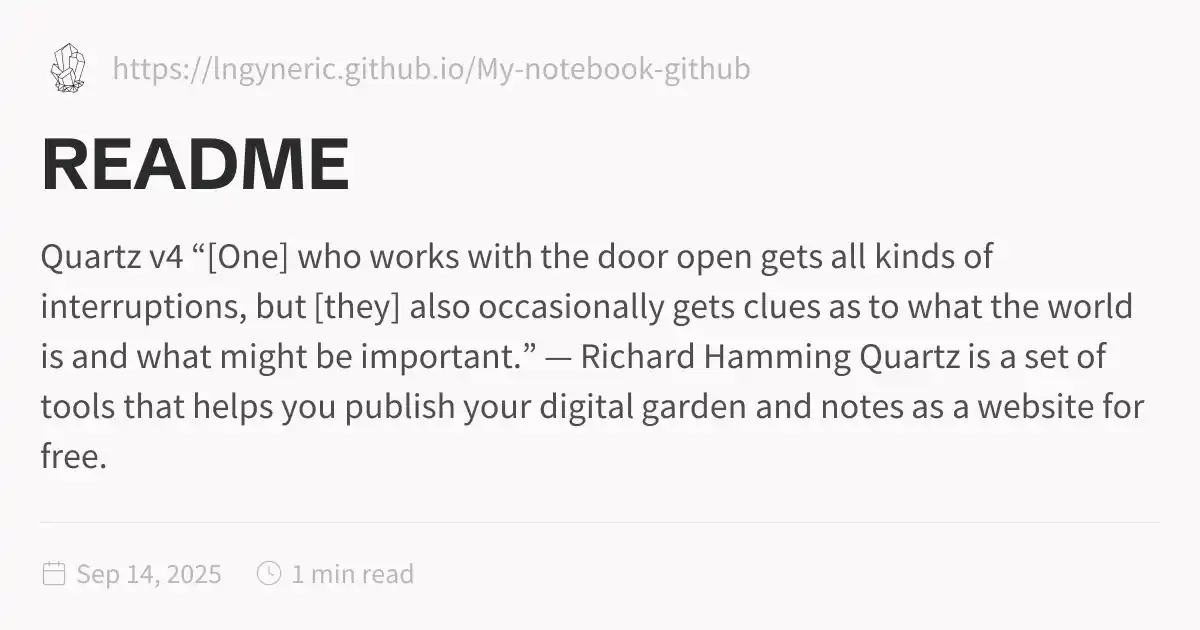 https://lngyneric.github.io/My-notebook-github
README
Quartz v4 “[One] who works with the door open gets all kinds of
interruptions, but [they] also occasionally gets clues as to what the world
is and what might be important.” — Richard Hamming Quartz is a set of
tools that helps you publish your digital garden and notes as a website for
free.
Sep 14, 2025 1 min read